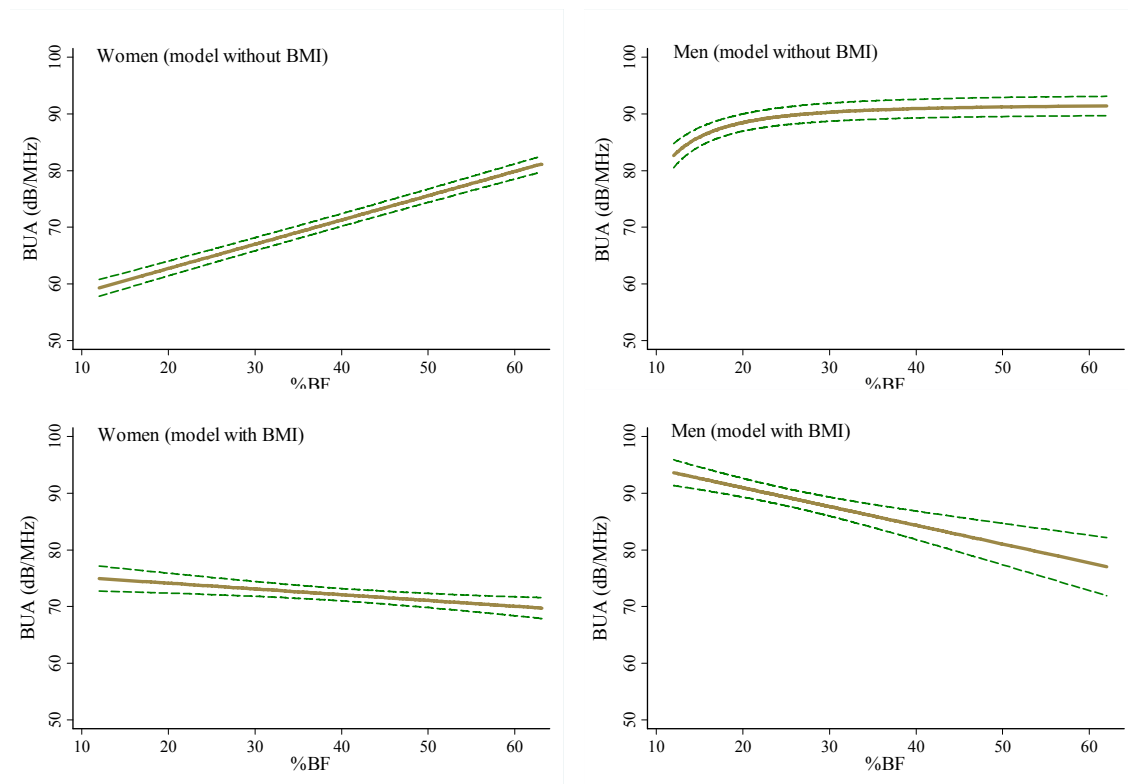 Women (model without BMI)
BUA (dB/MHz)
100
90
80
70
60
50
10 20 30 40 50 60
%BF
Men (model without BMI)
BUA (dB/MHz)
100
90
80
70
60
50
10 20 30 40 50 60
%BF
Women (model with BMI)
BUA (dB/MHz)
100
90
80
70
60
50
10 20 30 40 50 60
%BF
Men (model with BMI)
BUA (dB/MHz)
100
90
80
70
60
50
10 20 30 40 50 60
%BF